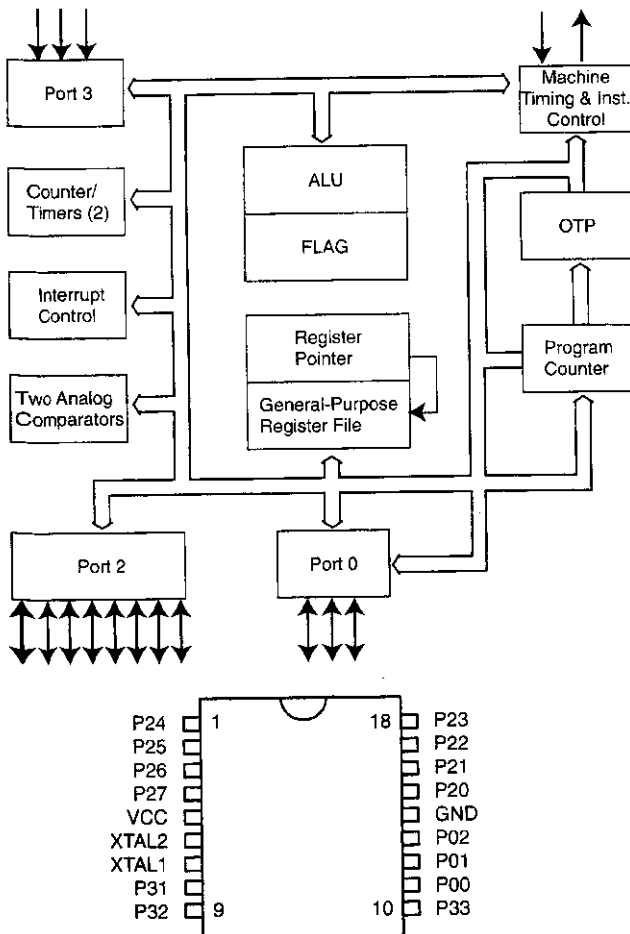 Port 3
Machine
Timing & Inst.
Control
Counter/
Timers (2)
ALU
FLAG
OTP
Interrupt
Control
Register
Pointer
General-Purpose
Register File
Program
Counter
Two Analog
Comparators
Port 2
Port 0
P24 1 18 P23
P25 P22
P26 P21
P27 P20
VCC GND
XTAL2 P02
XTAL1 P01
P31 P00
P32 9 10 P33